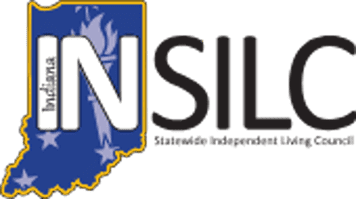 Indiana
INSILC
Statewide Independent Living Council